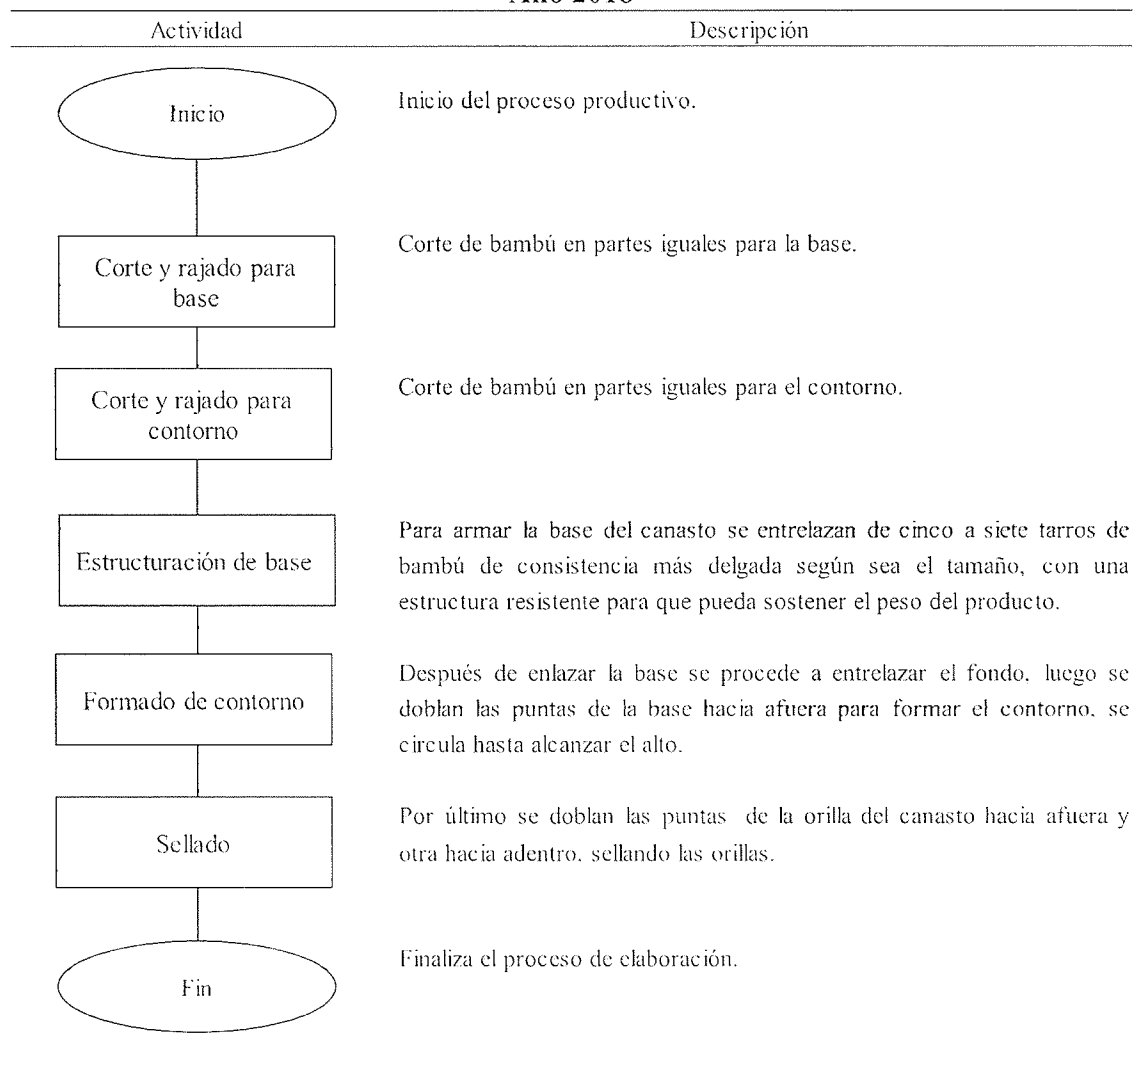 Actividad
Descripción
Inicio
Inicio del proceso productivo.
Corte y rajado para
base
Corte de bambú en partes iguales para la base.
Corte y rajado para
contorno
Corte de bambú en partes iguales para el contorno.
Estructuración de base
Para armar la base del canasto se entrelazan de cinco a siete tarros de
bambú de consistencia más delgada según sea el tamaño, con una
estructura resistente para que pueda sostener el peso del producto.
Formado de contorno
Después de enlazar la base se procede a entrelazar el fondo, luego se
doblan las puntas de la base hacia afuera para formar el contorno, se
circula hasta alcanzar el alto.
Sellado
Por último se doblan las puntas de la orilla del canasto hacia afuera y
otra hacia adentro, sellando las orillas.
Fin
Finaliza el proceso de elaboración.